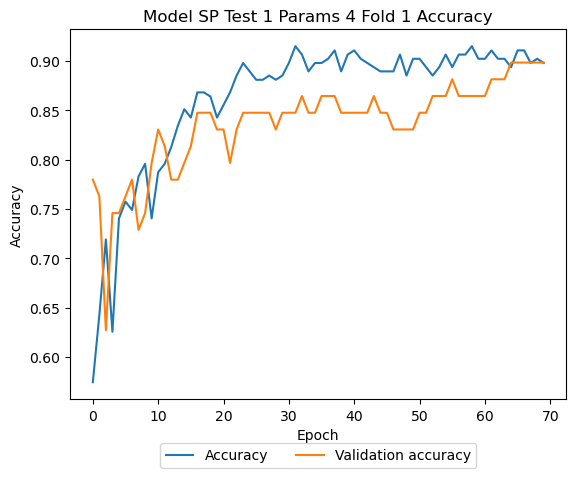 Model SP Test 1 Params 4 Fold 1 Accuracy
0.90
0.85
0.80
0.75
0.70
0.65
0.60
Accuracy
0 10 20 30 40 50 60 70
Epoch
Accuracy Validation accuracy